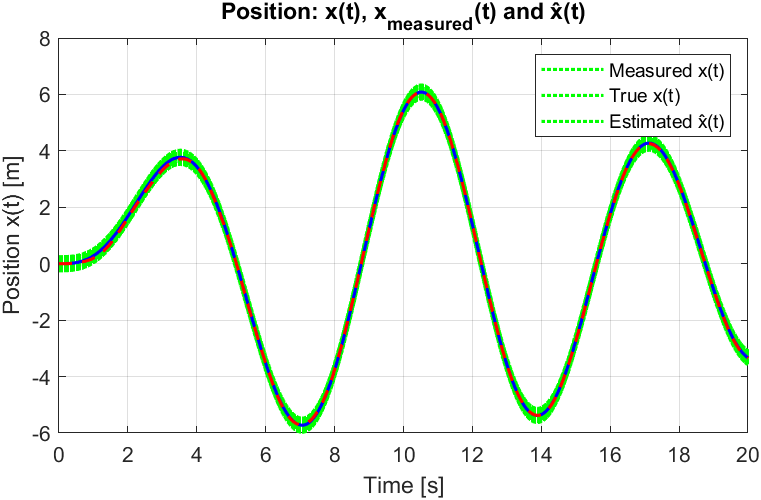 Position: x(t), x_measured(t) and x̂(t)
Measured x(t)
True x(t)
Estimated x̂(t)
Position x(t) [m]
8
6
4
2
0
-2
-4
-6
0 2 4 6 8 10 12 14 16 18 20
Time [s]